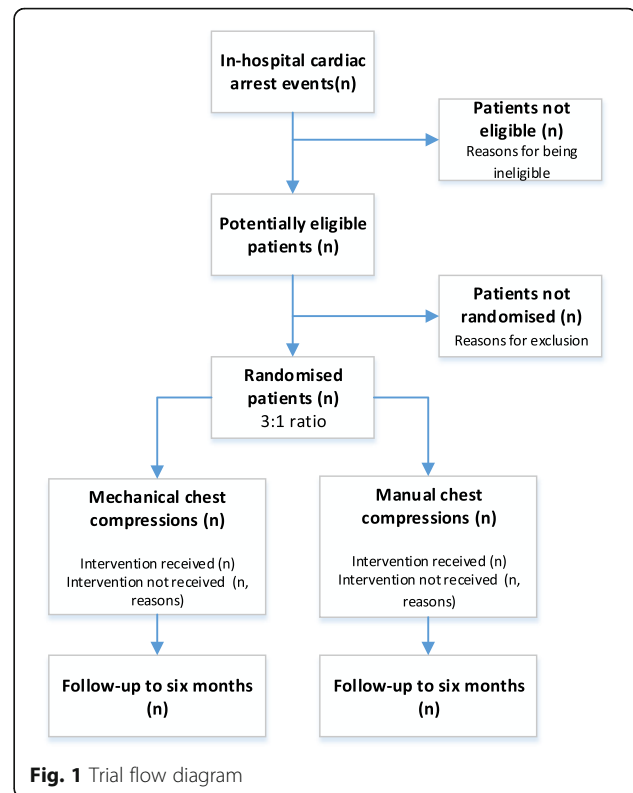 In-hospital cardiac
arrest events(n)
Patients not
eligible (n)
Reasons for being
ineligible
Potentially eligible
patients (n)
Patients not
randomised (n)
Reasons for exclusion
Randomised
patients (n)
3:1 ratio
Mechanical chest
compressions (n)
Intervention received (n)
Intervention not received (n,
reasons)
Manual chest
compressions (n)
Intervention received (n)
Intervention not received (n,
reasons)
Follow-up to six months
(n)
Follow-up to six months
(n)
Fig. 1 Trial flow diagram